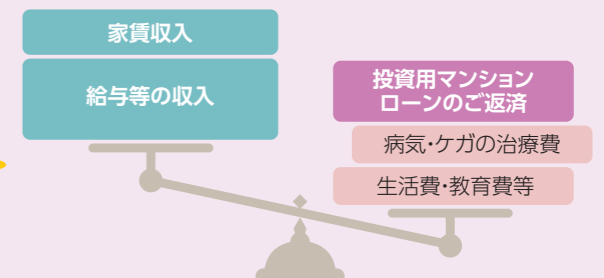 家賃収入
給与等の収入
投資用マンション
ローンのご返済
病気・ケガの治療費
生活費・教育費等